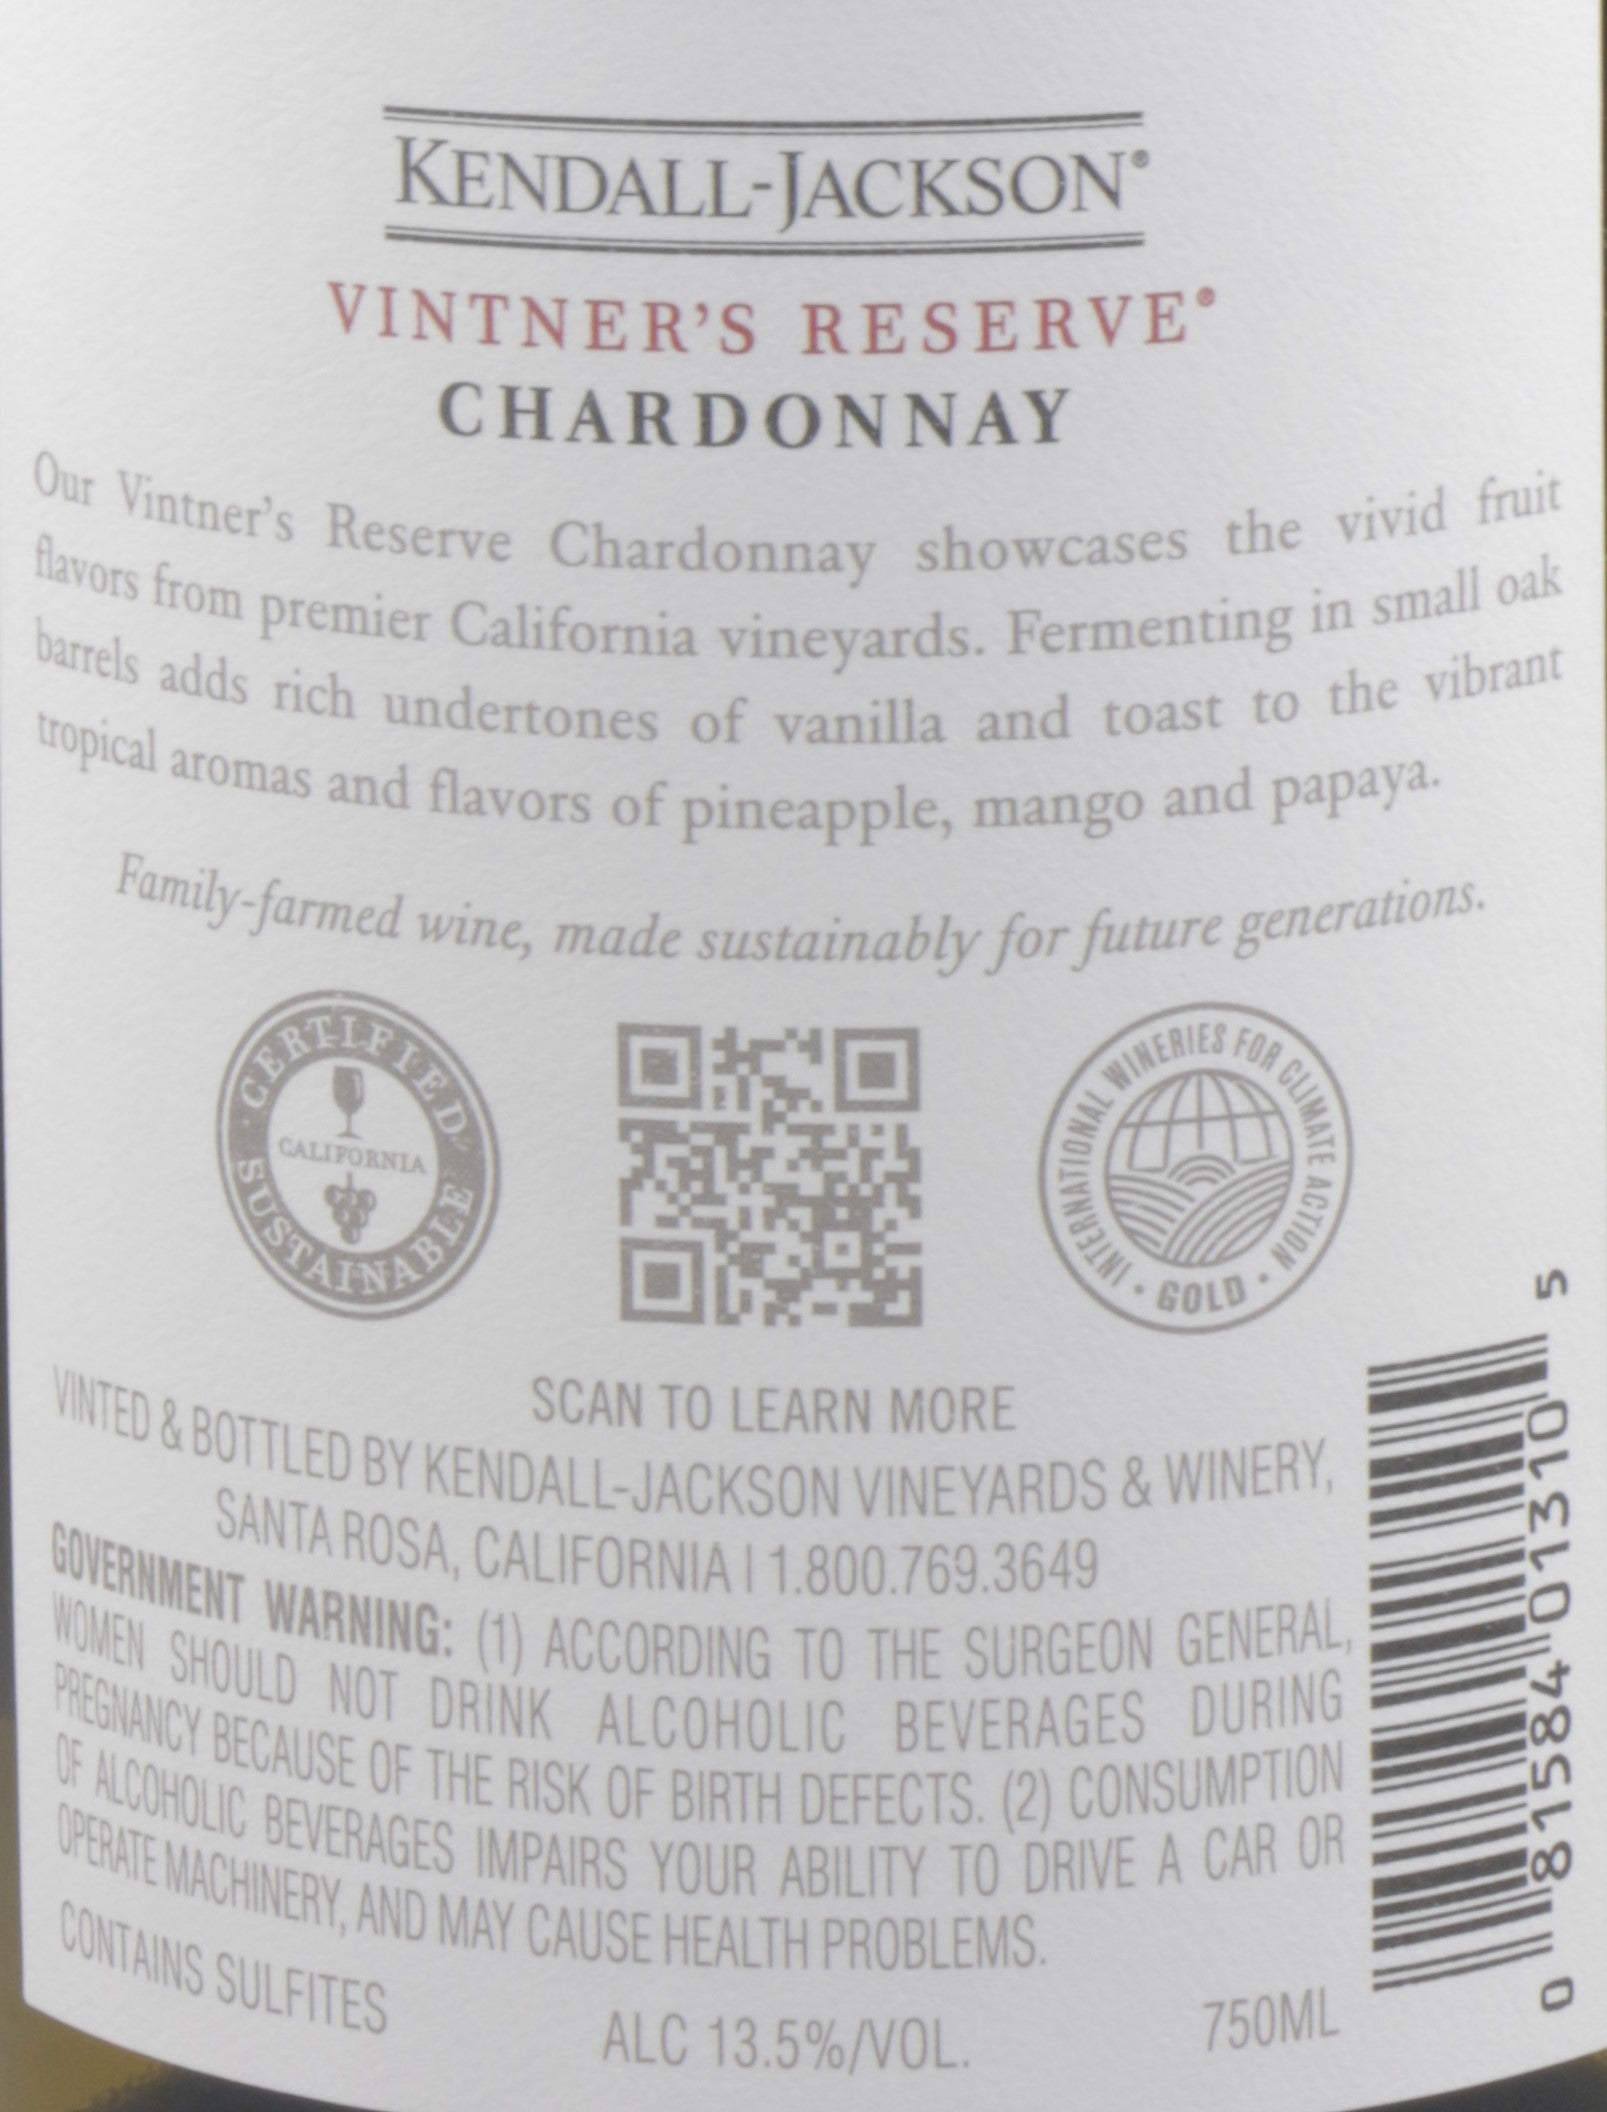 KENDALL-JACKSON®
VINTNER'S RESERVE®
CHARDONNAY
Our Vintner's Reserve Chardonnay showcases the vivid fruit
flavors from premier California vineyards. Fermenting in small oak
barrels adds rich undertones of vanilla and toast to the vibrant
tropical aromas and flavors of pineapple, mango and papaya.
Family-farmed wine, made sustainably for future generations.
CERTIFIED
CALIFORNIA
SUSTAINABLE
INTERNATIONAL WINERIES FOR CLIMATE ACTION
· GOLD ·
SCAN TO LEARN MORE
VINTED & BOTTLED BY KENDALL-JACKSON VINEYARDS & WINERY,
SANTA ROSA, CALIFORNIA | 1.800.769.3649
GOVERNMENT WARNING: (1) ACCORDING TO THE SURGEON GENERAL,
WOMEN SHOULD NOT DRINK ALCOHOLIC BEVERAGES DURING
PREGNANCY BECAUSE OF THE RISK OF BIRTH DEFECTS. (2) CONSUMPTION
OF ALCOHOLIC BEVERAGES IMPAIRS YOUR ABILITY TO DRIVE A CAR OR
OPERATE MACHINERY, AND MAY CAUSE HEALTH PROBLEMS.
CONTAINS SULFITES
ALC 13.5%/VOL.
750ML
0 81584 01310 5